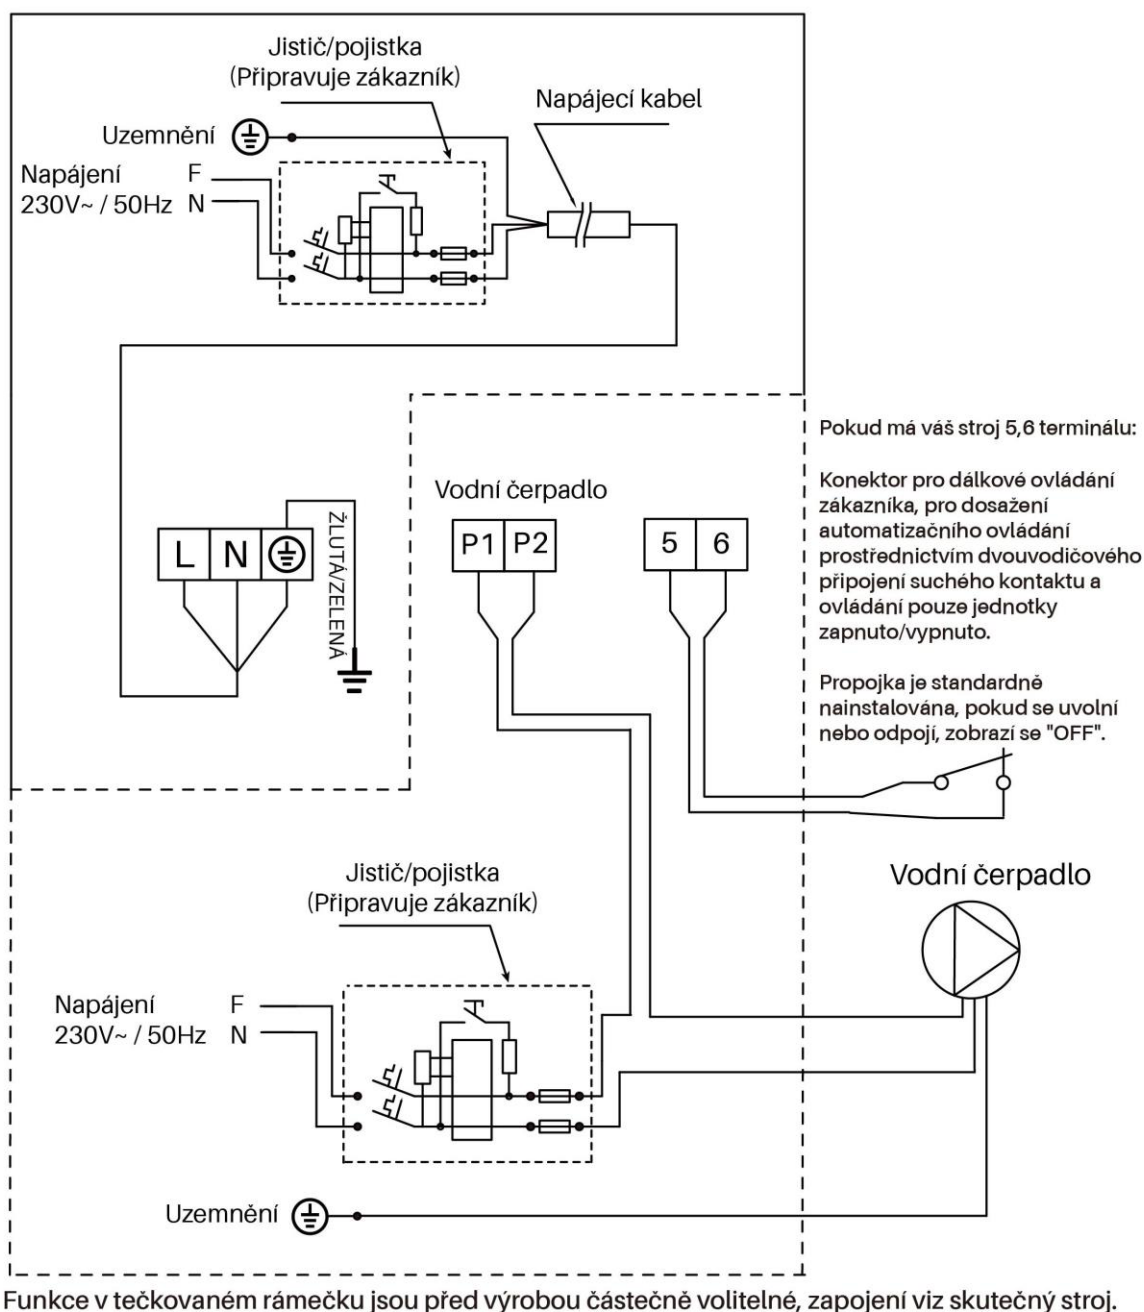 Jistič/pojistka
(Připravuje zákazník)
Napájecí kabel
Uzemnění
Napájení F
230V~ / 50Hz N
Pokud má váš stroj 5,6 terminálu:
Konektor pro dálkové ovládání
zákazníka, pro dosažení
automatizačního ovládání
prostřednictvím dvouvodičového
připojení suchého kontaktu a
ovládání pouze jednotky
zapnuto/vypnuto.
Propojka je standardně
nainstalována, pokud se uvolní
nebo odpojí, zobrazí se "OFF".
Vodní čerpadlo
L N
ŽLUTÁ/ZELENÁ
P1 P2
5 6
Jistič/pojistka
(Připravuje zákazník)
Vodní čerpadlo
Napájení F
230V~ / 50Hz N
Uzemnění
Funkce v tečkovaném rámečku jsou před výrobou částečně volitelné, zapojení viz skutečný stroj.